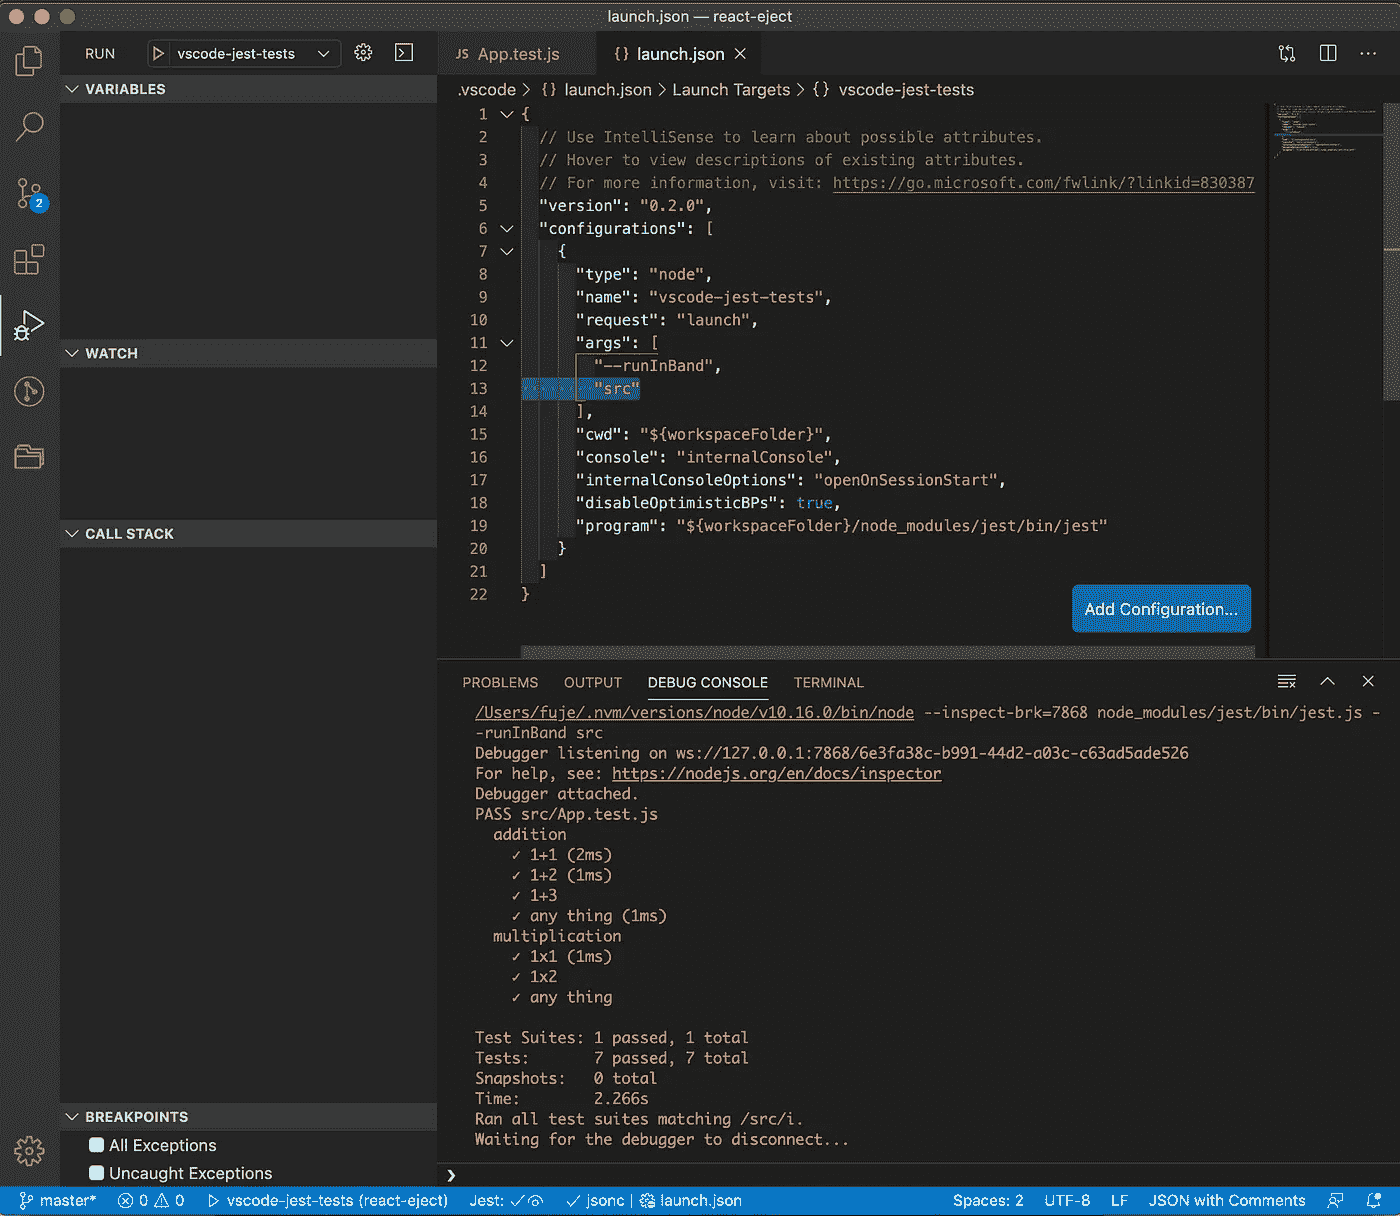 launch.json — react-eject
RUN
vscode-jest-tests
JS App.test.js
{} launch.json
VARIABLES
.vscode > {} launch.json > Launch Targets > {} vscode-jest-tests
1 {
2 // Use IntelliSense to learn about possible attributes.
3 // Hover to view descriptions of existing attributes.
4 // For more information, visit: https://go.microsoft.com/fwlink/?linkid=830387
5 "version": "0.2.0",
6 "configurations": [
7 {
8 "type": "node",
9 "name": "vscode-jest-tests",
10 "request": "launch",
11 "args": [
12 "--runInBand",
13 "src"
14 ],
15 "cwd": "${workspaceFolder}",
16 "console": "internalConsole",
17 "internalConsoleOptions": "openOnSessionStart",
18 "disableOptimisticBPs": true,
19 "program": "${workspaceFolder}/node_modules/jest/bin/jest"
20 }
21 ]
22 }
2
WATCH
CALL STACK
Add Configuration...
PROBLEMS OUTPUT DEBUG CONSOLE TERMINAL
/Users/fuje/.nvm/versions/node/v10.16.0/bin/node --inspect-brk=7868 node_modules/jest/bin/jest.js -
-runInBand src
Debugger listening on ws://127.0.0.1:7868/6e3fa38c-b991-44d2-a03c-c63ad5ade526
For help, see: https://nodejs.org/en/docs/inspector
Debugger attached.
PASS src/App.test.js
addition
✓ 1+1 (2ms)
✓ 1+2 (1ms)
✓ 1+3
✓ any thing (1ms)
multiplication
✓ 1x1 (1ms)
✓ 1x2
✓ any thing
Test Suites: 1 passed, 1 total
Tests: 7 passed, 7 total
Snapshots: 0 total
Time: 2.266s
Ran all test suites matching /src/i.
Waiting for the debugger to disconnect...
BREAKPOINTS
All Exceptions
Uncaught Exceptions
master* 0 0 vscode-jest-tests (react-eject) Jest: ✓ ✓ jsonc | launch.json Spaces: 2 UTF-8 LF JSON with Comments